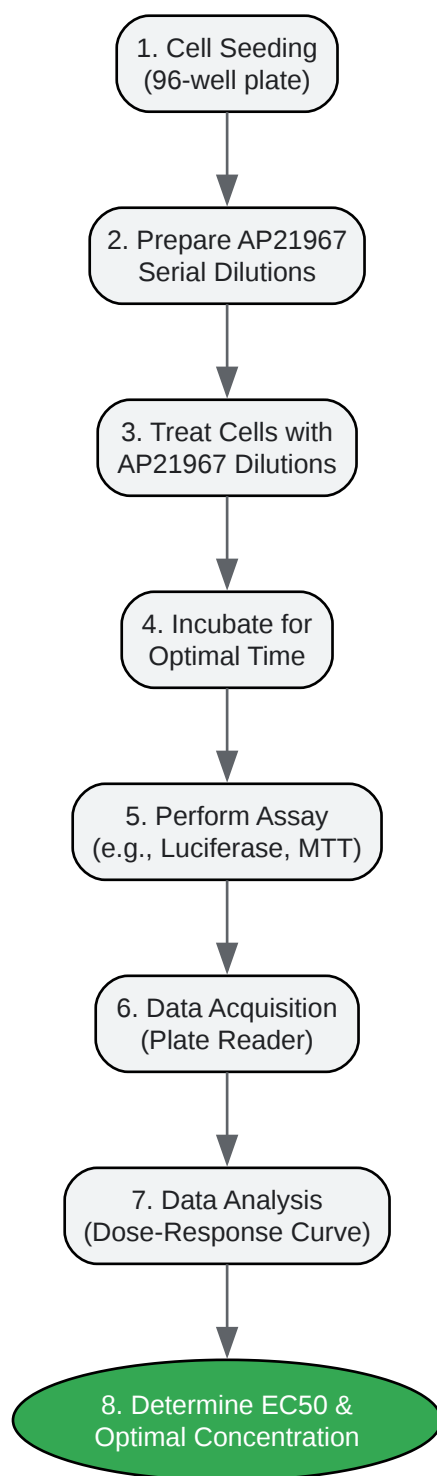 1. Cell Seeding
(96-well plate)
2. Prepare AP21967
Serial Dilutions
3. Treat Cells with
AP21967 Dilutions
4. Incubate for
Optimal Time
5. Perform Assay
(e.g., Luciferase, MTT)
6. Data Acquisition
(Plate Reader)
7. Data Analysis
(Dose-Response Curve)
8. Determine EC50 &
Optimal Concentration